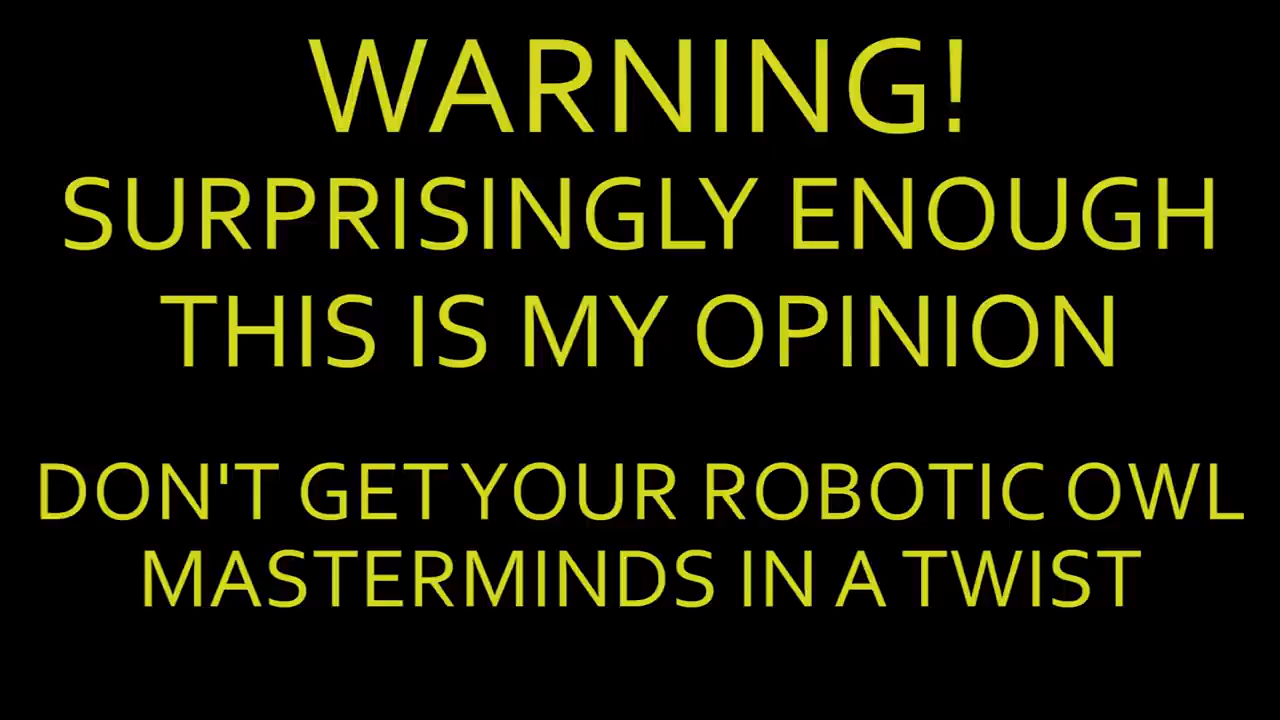 WARNING!
SURPRISINGLY ENOUGH
THIS IS MY OPINION
DON'T GET YOUR ROBOTIC OWL
MASTERMINDS IN A TWIST